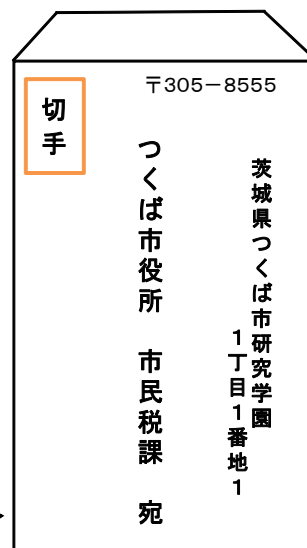 〒305－8555
茨城県つくば市研究学園
1丁目1番地1
つくば市役所　市民税課　宛
切手